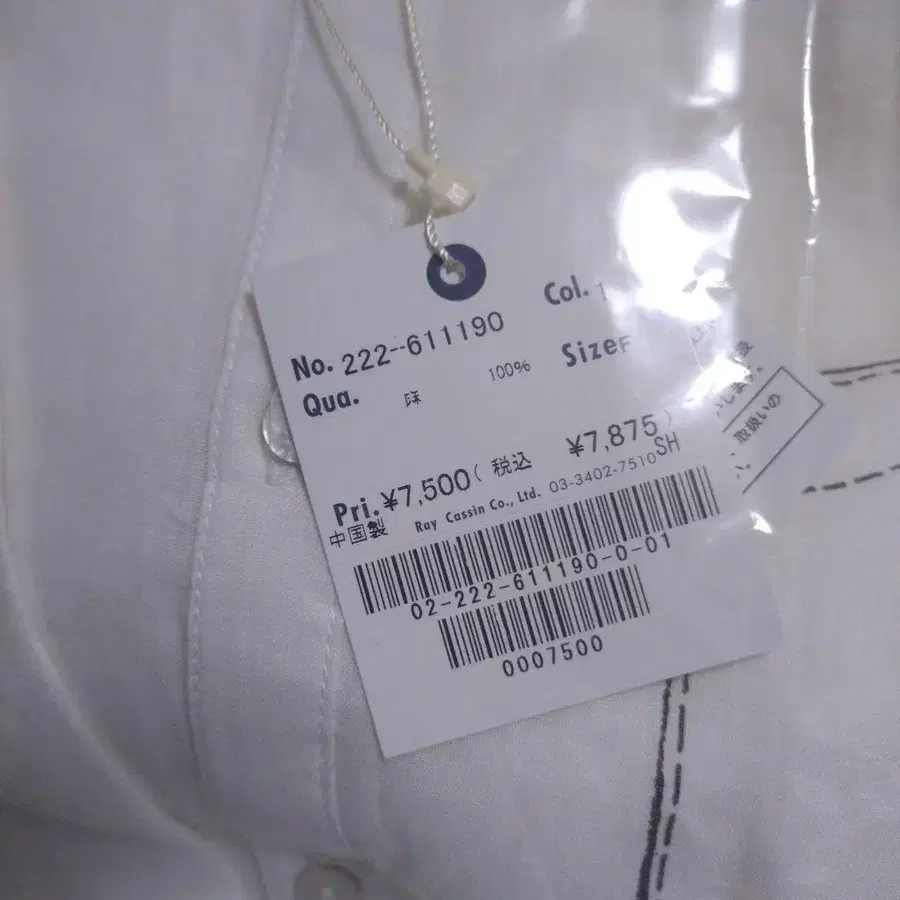 Col. 1
No. 222--611190
Size F
Qua. 麻 100%
Pri. ¥7,500 ( 税込 ¥7,875 )
中国製 Ray Cassin Co., Ltd. 03-3402-7510 SH
02-222-611190-0-01
0007500
取扱いの